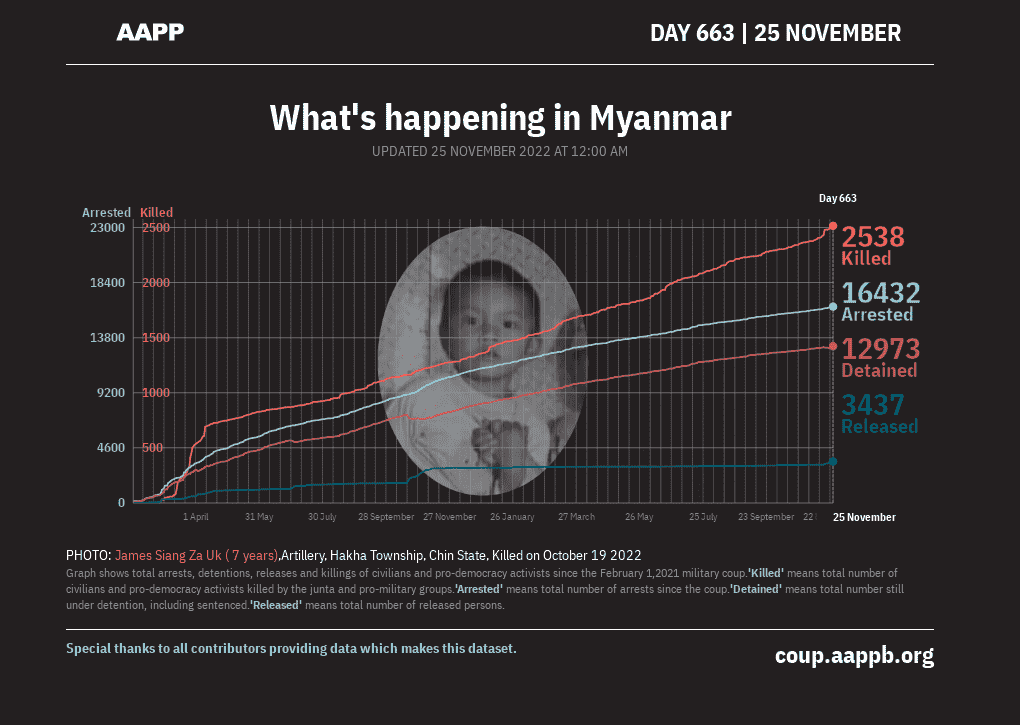 AAPP
DAY 663 | 25 NOVEMBER
What's happening in Myanmar
UPDATED 25 NOVEMBER 2022 AT 12:00 AM
Day 663
Arrested Killed
23000 2500
18400 2000
13800 1500
9200 1000
4600 500
0
2538
Killed
16432
Arrested
12973
Detained
3437
Released
1 April 31 May 30 July 28 September 27 November 26 January 27 March 26 May 25 July 23 September 22 25 November
PHOTO: James Siang Za Uk ( 7 years),Artillery, Hakha Township, Chin State, Killed on October 19 2022
Graph shows total arrests, detentions, releases and killings of civilians and pro-democracy activists since the February 1,2021 military coup.'Killed' means total number of
civilians and pro-democracy activists killed by the junta and pro-military groups.'Arrested' means total number of arrests since the coup.'Detained' means total number still
under detention, including sentenced.'Released' means total number of released persons.
Special thanks to all contributors providing data which makes this dataset.
coup.aappb.org